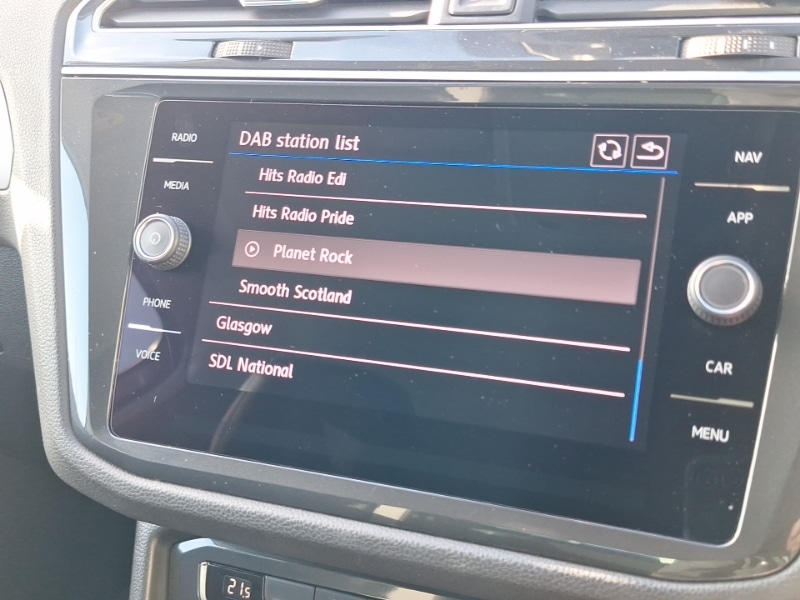 DAB station list
Hits Radio Edi
Hits Radio Pride
Planet Rock
Smooth Scotland
Glasgow
SDL National
RADIO
MEDIA
PHONE
VOICE
NAV
APP
CAR
MENU
21.5